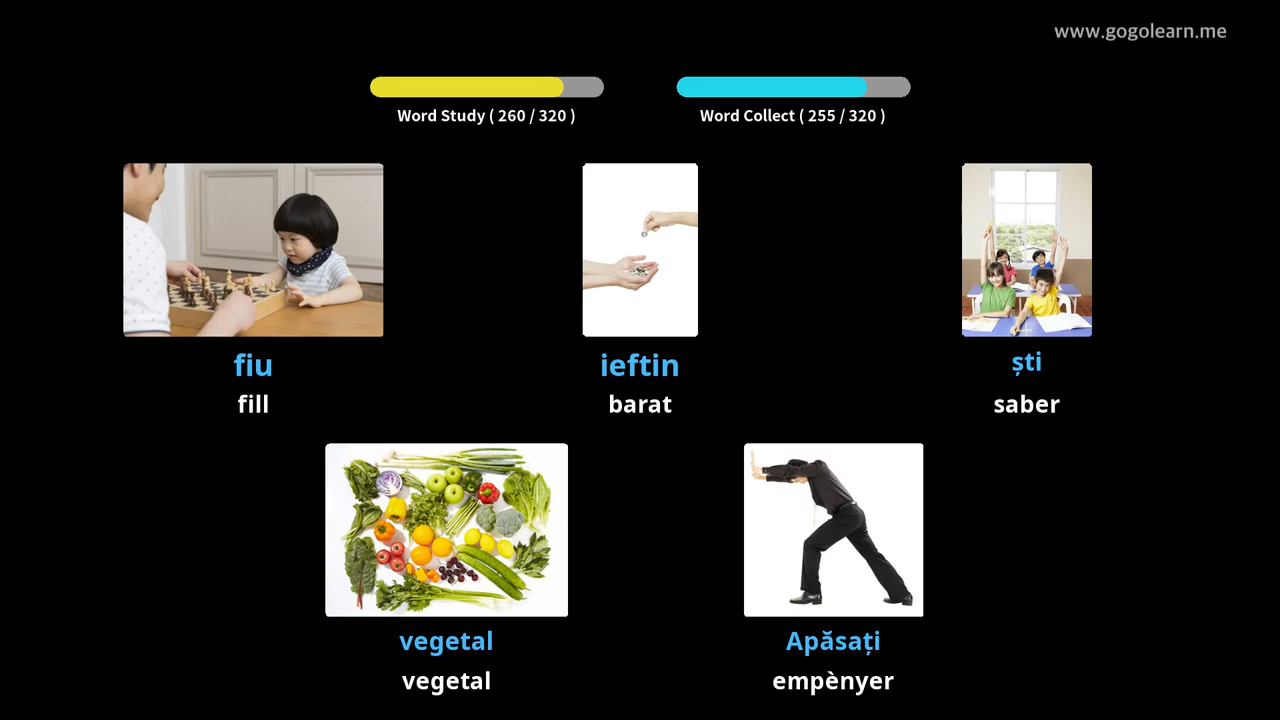 www.gogolearn.me
Word Study ( 260 / 320 )
Word Collect ( 255 / 320 )
fiu
fill
ieftin
barat
ști
saber
vegetal
vegetal
Apăsați
empènyer